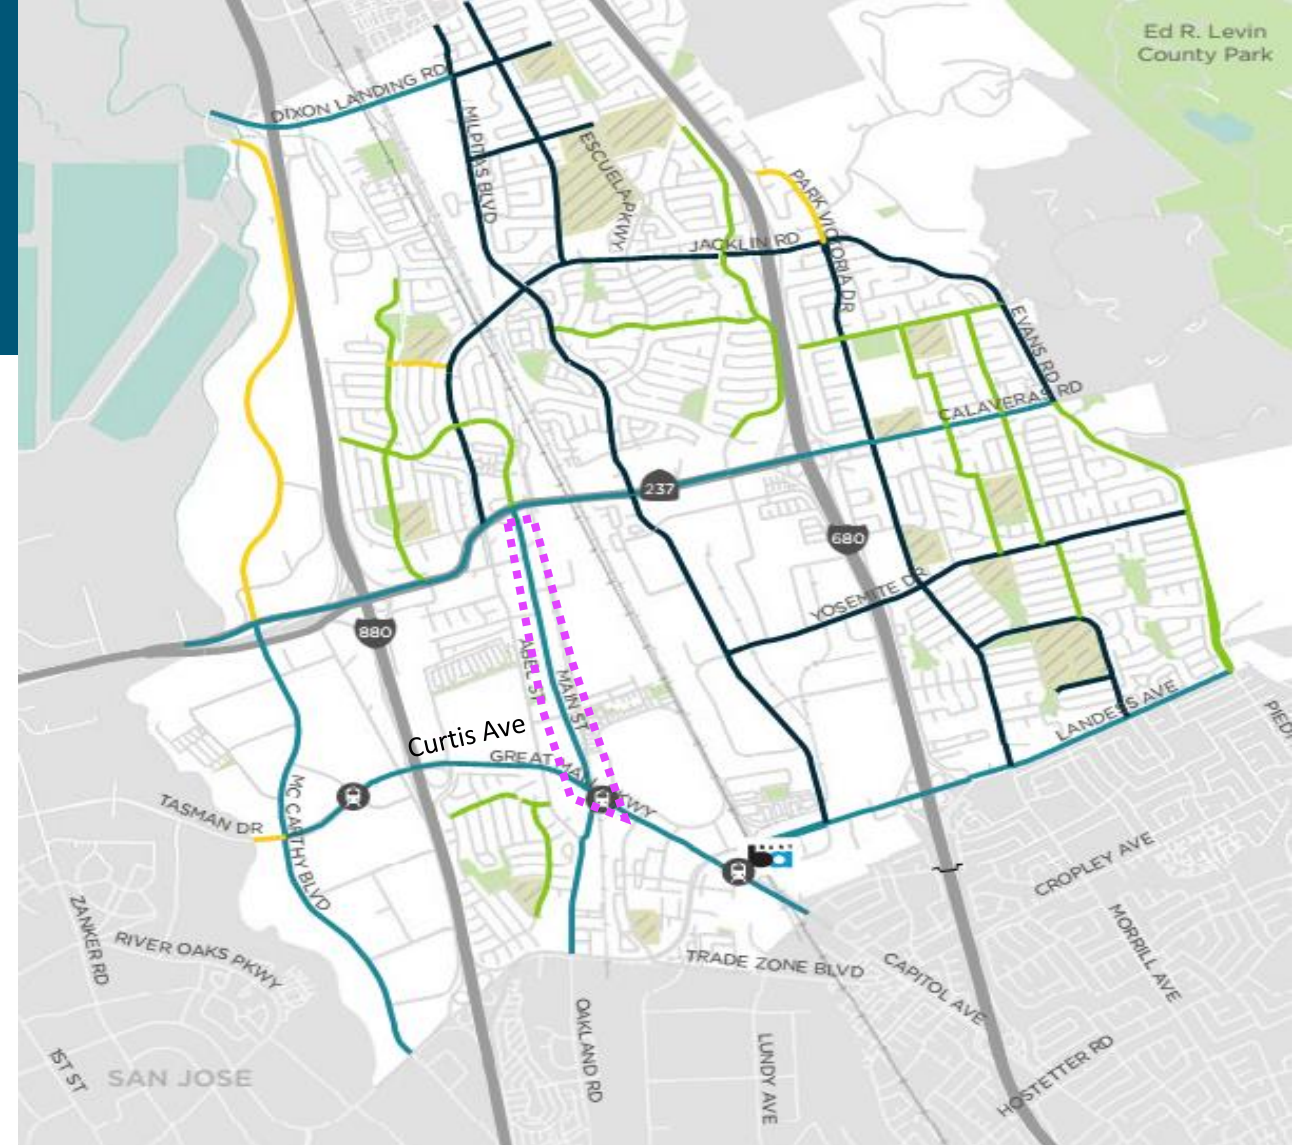 Ed R. Levin
County Park
DIXON LANDING RD
MILPITAS BLVD
ESCUELA PKWY
PARK VICTORIA DR
JACKLIN RD
EVANS RD
CALAVERAS RD
237
680
YOSEMITE DR
880
ABEL ST
MAIN ST
LANDESS AVE
Curtis Ave
GREAT MALL PKWY
TASMAN DR
MC CARTHY BLVD
CROPLEY AVE
MORRILL AVE
ZANKER RD
RIVER OAKS PKWY
TRADE ZONE BLVD
CAPITOL AVE
OAKLAND RD
LUNDY AVE
HOSTETTER RD
1ST ST
SAN JOSE